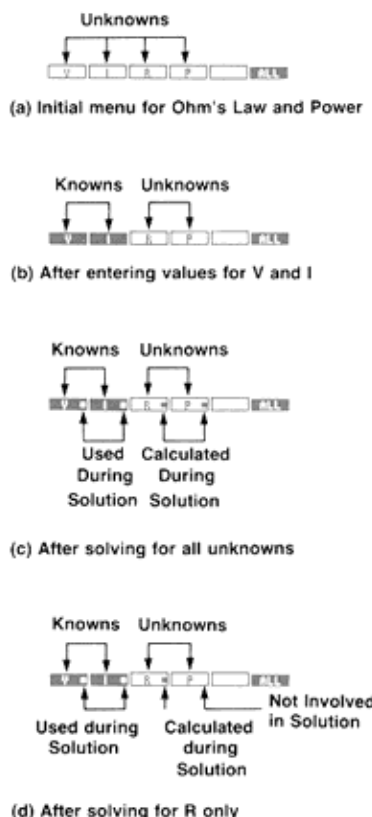 Unknowns
V I R P ALL
(a) Initial menu for Ohm's Law and Power
Knowns Unknowns
V I R P ALL
(b) After entering values for V and I
Knowns Unknowns
V I R P ALL
Used Calculated
During During
Solution Solution
(c) After solving for all unknowns
Knowns Unknowns
V I R P ALL
Not Involved
in Solution
Used during Calculated
Solution during
Solution
(d) After solving for R only